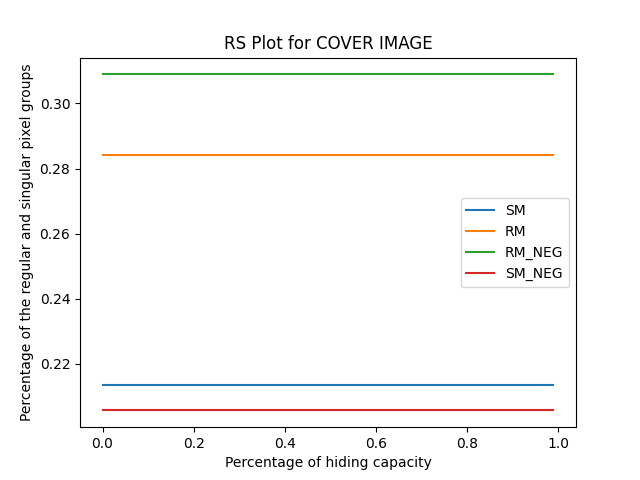 RS Plot for COVER IMAGE
Percentage of the regular and singular pixel groups
0.30
0.28
0.26
0.24
0.22
SM
RM
RM_NEG
SM_NEG
0.0 0.2 0.4 0.6 0.8 1.0
Percentage of hiding capacity